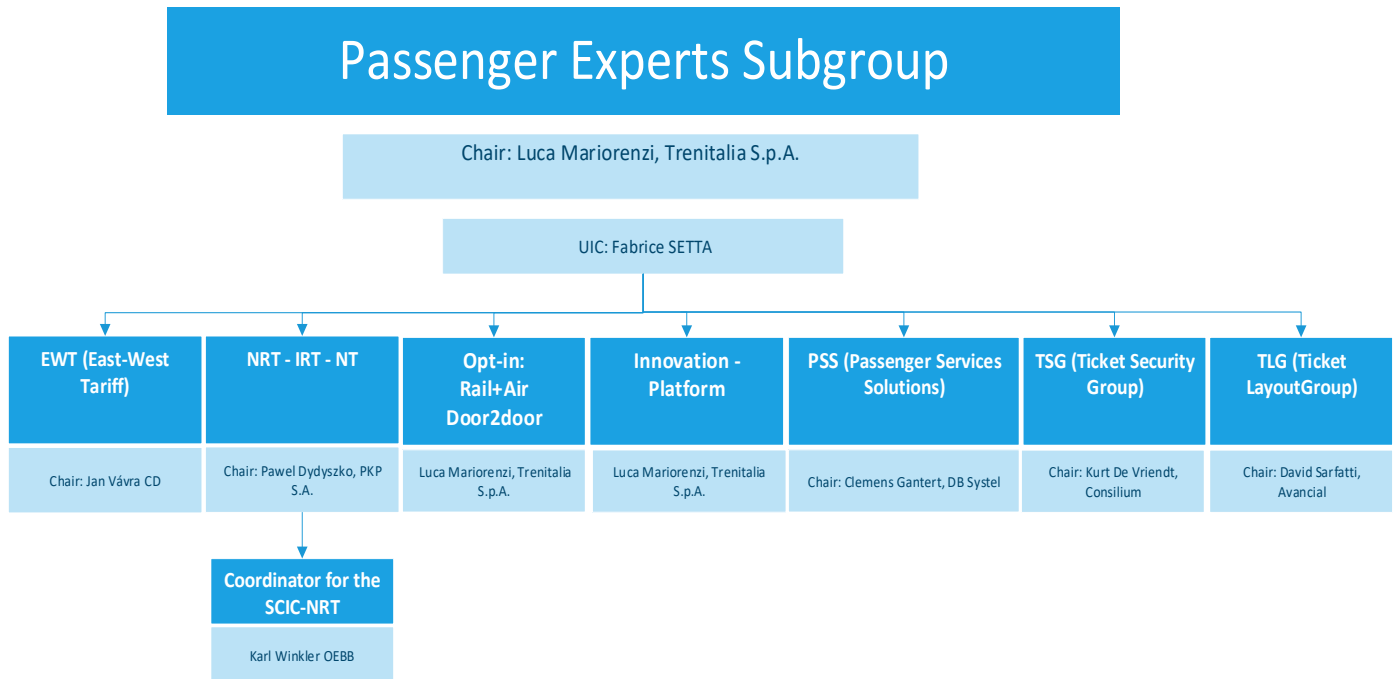 Passenger Experts Subgroup
Chair: Luca Mariorenzi, Trenitalia S.p.A.
UIC: Fabrice SETTA
EWT (East-West
Tariff)
Chair: Jan Vávra CD
NRT - IRT - NT
Chair: Pawel Dydyszko, PKP
S.A.
Opt-in:
Rail+Air
Door2door
Luca Mariorenzi, Trenitalia
S.p.A.
Innovation -
Platform
Luca Mariorenzi, Trenitalia
S.p.A.
PSS (Passenger Services
Solutions)
Chair: Clemens Gantert, DB Systel
TSG (Ticket Security
Group)
Chair: Kurt De Vriendt,
Consilium
TLG (Ticket
LayoutGroup)
Chair: David Sarfatti,
Avancial
Coordinator for the
SCIC-NRT
Karl Winkler OEBB